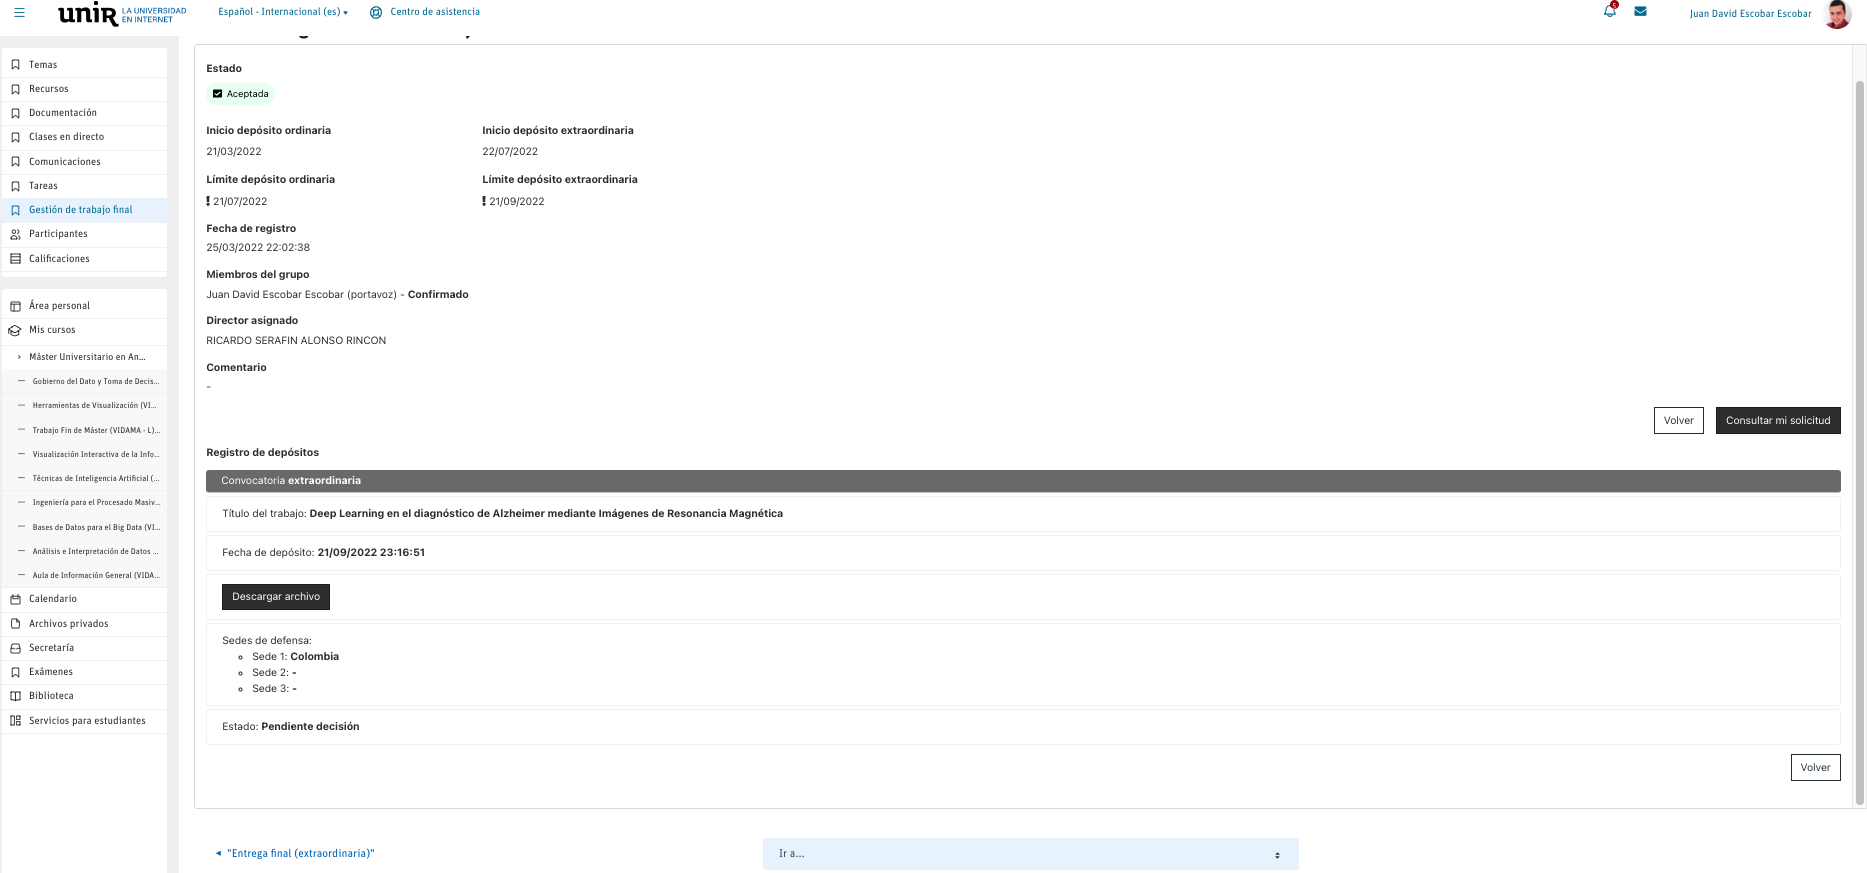 unir LA UNIVERSIDAD EN INTERNET
Español - Internacional (es)
Centro de asistencia
5
Juan David Escobar Escobar
Temas
Recursos
Documentación
Clases en directo
Comunicaciones
Tareas
Gestión de trabajo final
Participantes
Calificaciones
Área personal
Mis cursos
Máster Universitario en An...
Gobierno del Dato y Toma de Decis...
Herramientas de Visualización (VI...
Trabajo Fin de Máster (VIDAMA - L)...
Visualización Interactiva de la Info...
Técnicas de Inteligencia Artificial (...
Ingeniería para el Procesado Masiv...
Bases de Datos para el Big Data (VI...
Análisis e Interpretación de Datos ...
Aula de Información General (VIDA...
Calendario
Archivos privados
Secretaría
Exámenes
Biblioteca
Servicios para estudiantes
Estado
Aceptada
Inicio depósito ordinaria
21/03/2022
Inicio depósito extraordinaria
22/07/2022
Límite depósito ordinaria
! 21/07/2022
Límite depósito extraordinaria
! 21/09/2022
Fecha de registro
25/03/2022 22:02:38
Miembros del grupo
Juan David Escobar Escobar (portavoz) - Confirmado
Director asignado
RICARDO SERAFIN ALONSO RINCON
Comentario
-
Volver
Consultar mi solicitud
Registro de depósitos
Convocatoria extraordinaria
Título del trabajo: Deep Learning en el diagnóstico de Alzheimer mediante Imágenes de Resonancia Magnética
Fecha de depósito: 21/09/2022 23:16:51
Descargar archivo
Sedes de defensa:
Sede 1: Colombia
Sede 2: -
Sede 3: -
Estado: Pendiente decisión
Volver
"Entrega final (extraordinaria)"
Ir a...